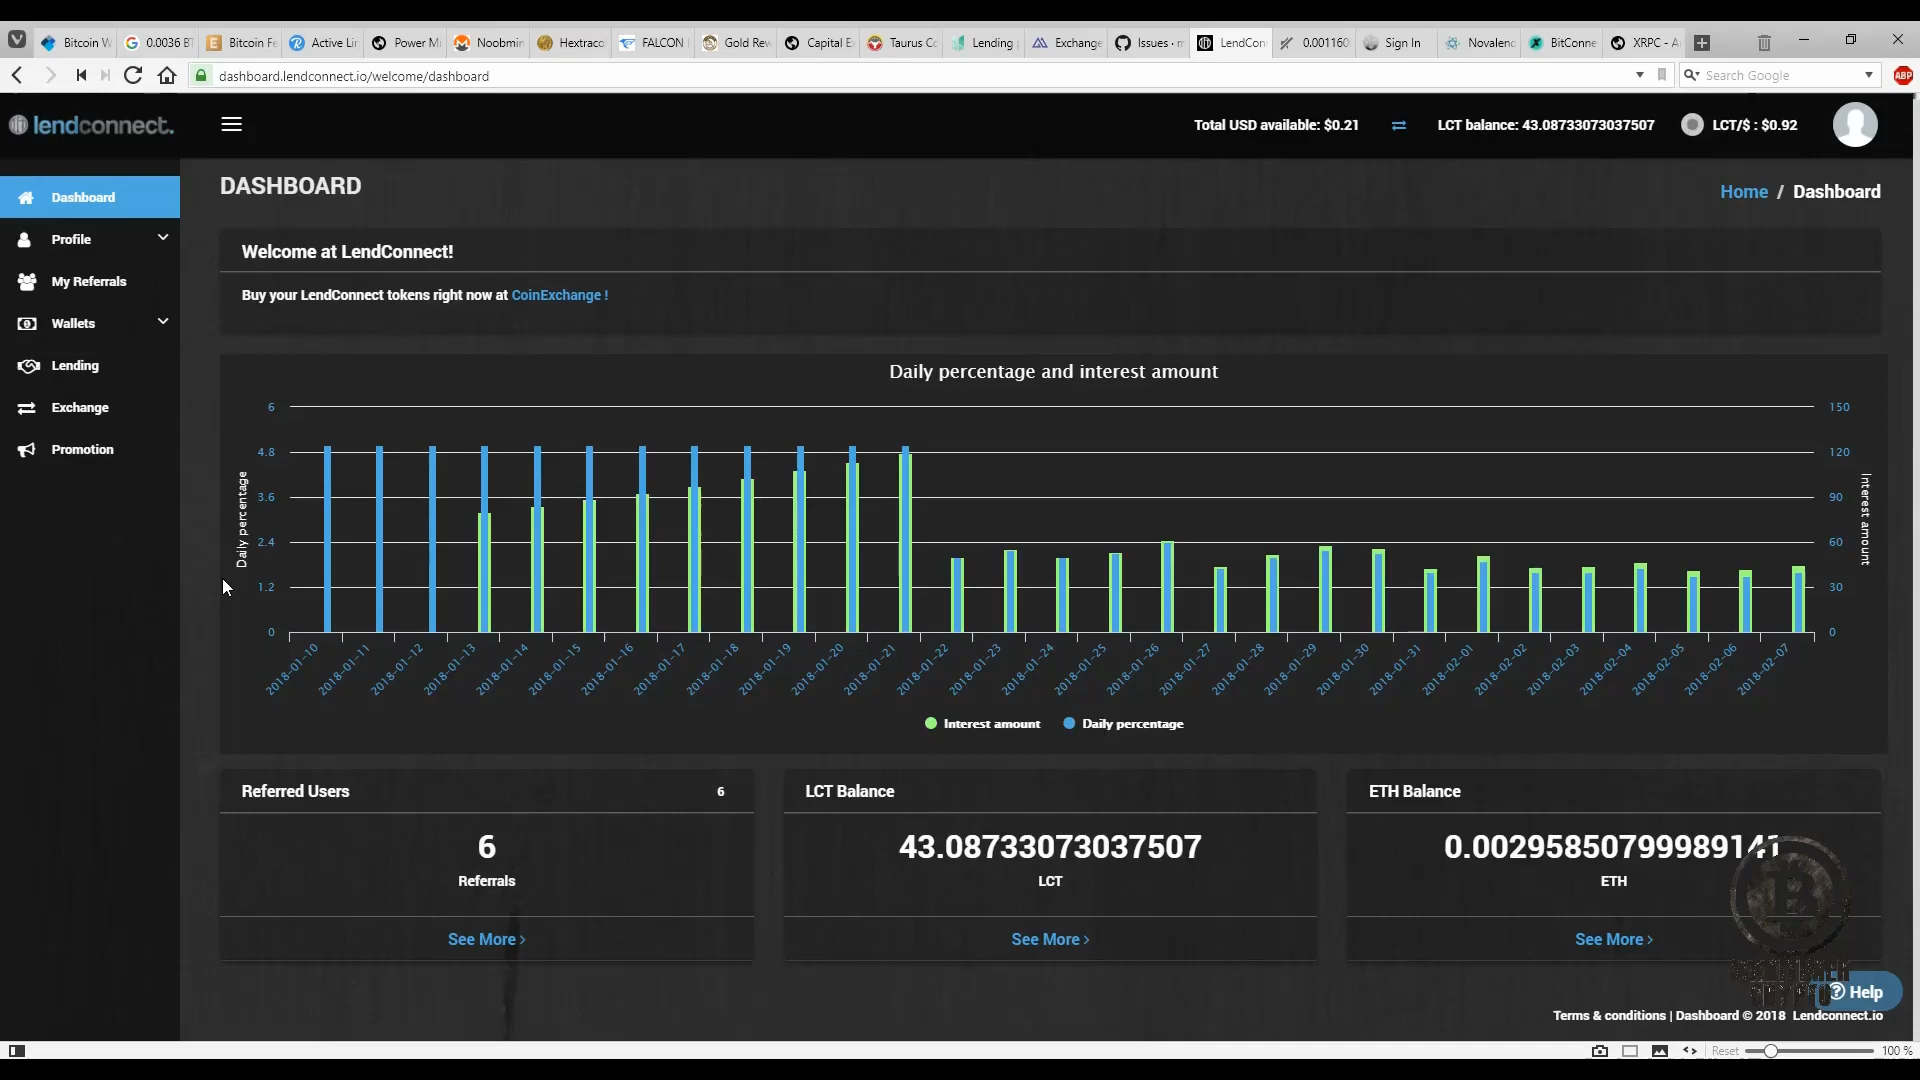 Bitcoin W
0.0036 BT
Bitcoin Fe
Active Lin
Power Mi
Noobmin
Hextraco
FALCON
Gold Rew
Capital Ex
Taurus Co
Lending
Exchange
Issues · m
LendCon
0.001160
Sign In
Novalend
BitConne
XRPC - A
dashboard.lendconnect.io/welcome/dashboard
Search Google
ABP
lendconnect.
Total USD available: $0.21
LCT balance: 43.08733073037507
LCT/$ : $0.92
Dashboard
Profile
My Referrals
Wallets
Lending
Exchange
Promotion
DASHBOARD
Home / Dashboard
Welcome at LendConnect!
Buy your LendConnect tokens right now at CoinExchange !
Daily percentage and interest amount
6
4.8
3.6
2.4
1.2
0
Daily percentage
150
120
90
60
30
0
Interest amount
2018-01-10
2018-01-11
2018-01-12
2018-01-13
2018-01-14
2018-01-15
2018-01-16
2018-01-17
2018-01-18
2018-01-19
2018-01-20
2018-01-21
2018-01-22
2018-01-23
2018-01-24
2018-01-25
2018-01-26
2018-01-27
2018-01-28
2018-01-29
2018-01-30
2018-01-31
2018-02-01
2018-02-02
2018-02-03
2018-02-04
2018-02-05
2018-02-06
2018-02-07
Interest amount
Daily percentage
Referred Users
6
6
Referrals
See More
LCT Balance
43.08733073037507
LCT
See More
ETH Balance
0.00295850799989141
ETH
See More
Help
Terms & conditions | Dashboard © 2018 Lendconnect.io
Reset
100 %